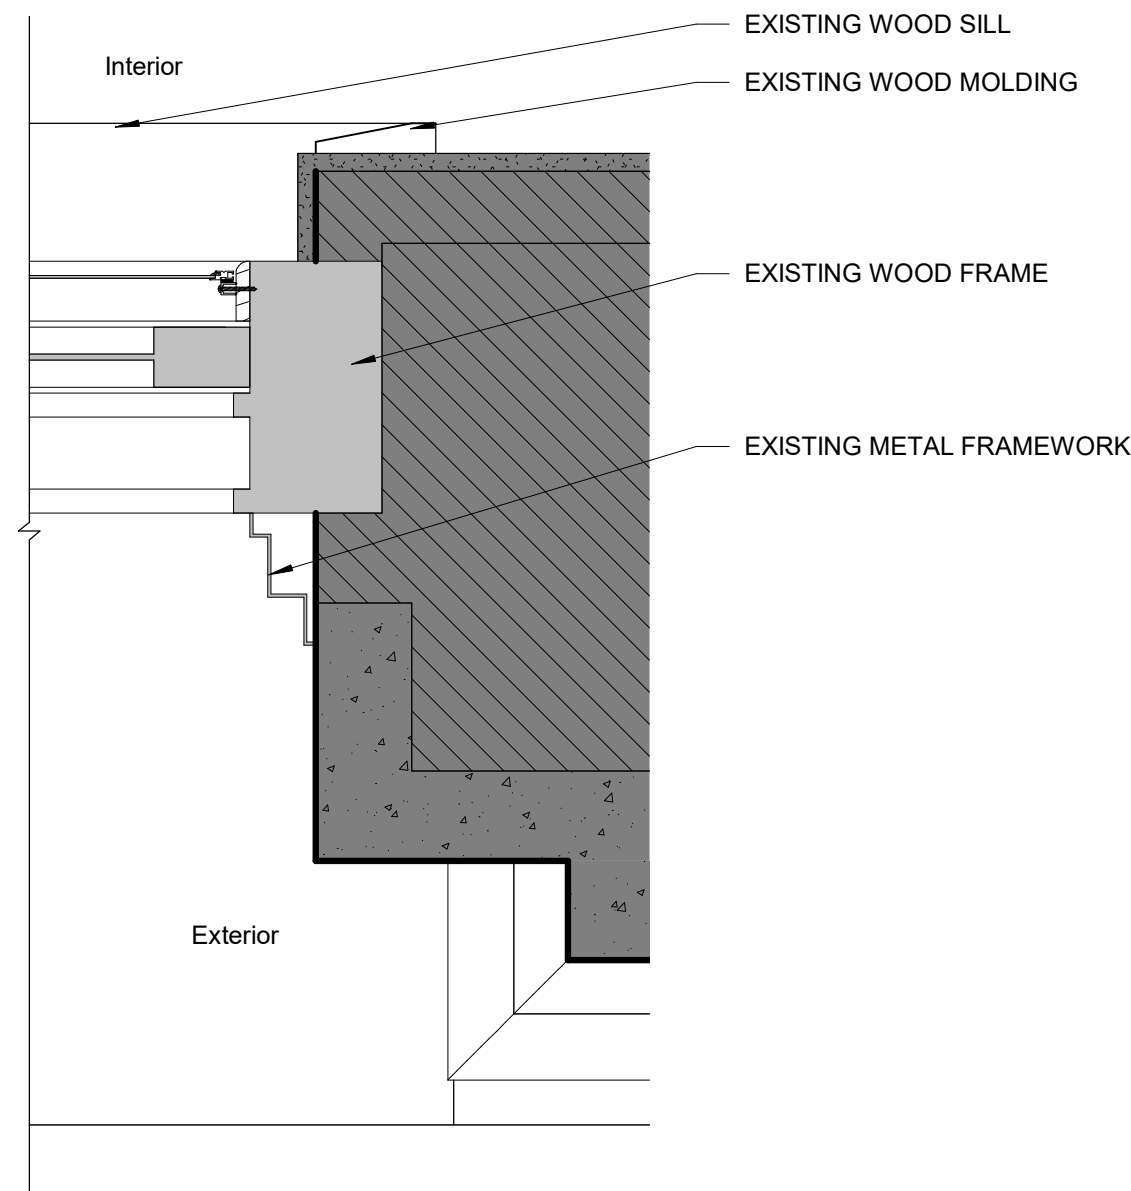 EXISTING WOOD SILL
Interior
EXISTING WOOD MOLDING
EXISTING WOOD FRAME
EXISTING METAL FRAMEWORK
Exterior